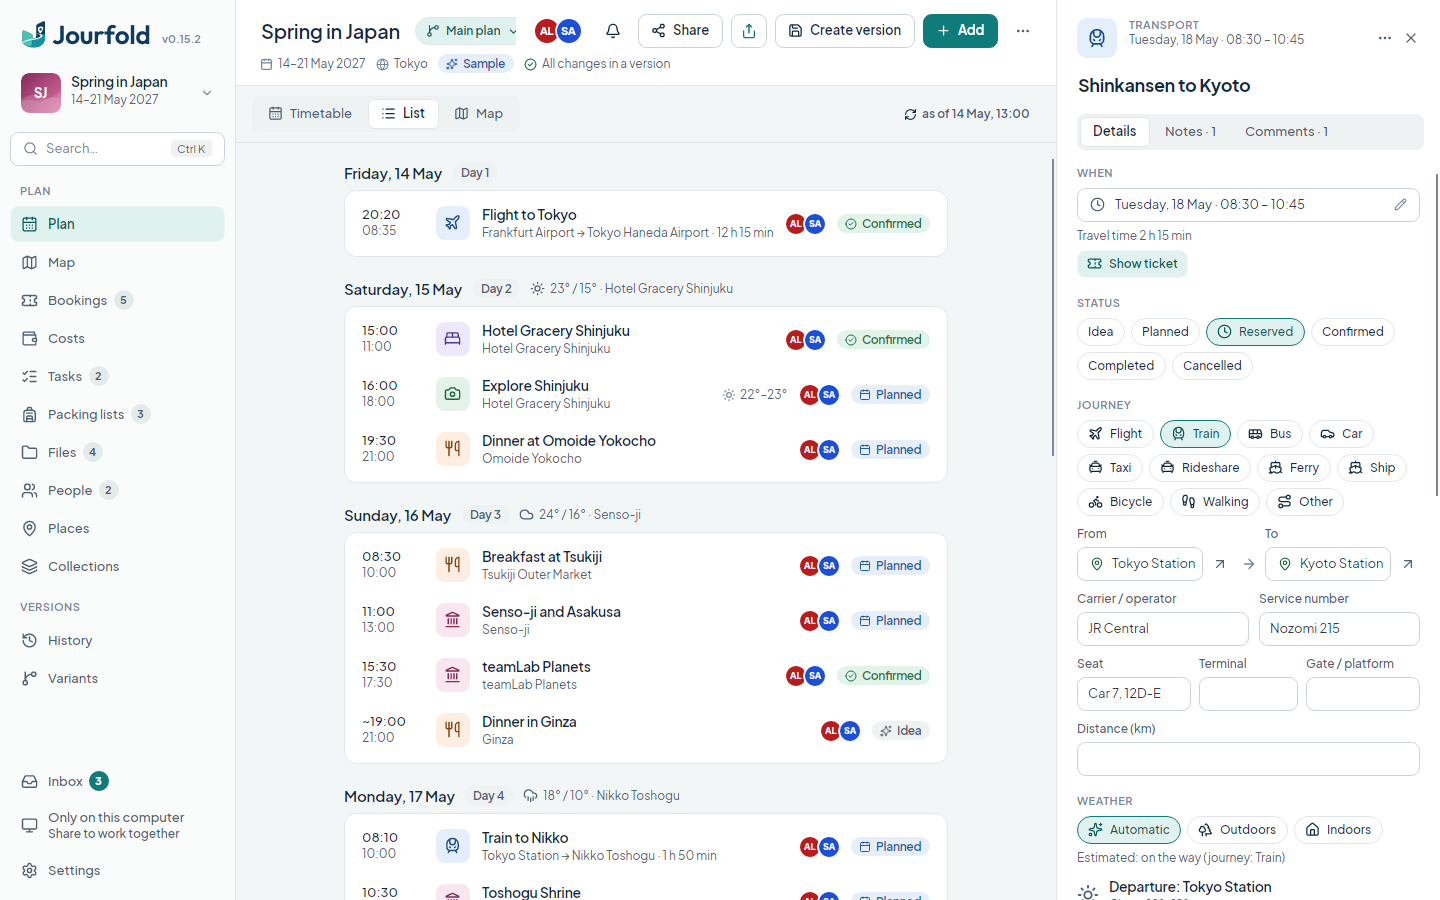 Jourfold v0.15.2
SJ
Spring in Japan
14–21 May 2027
Search... Ctrl K
PLAN
Plan
Map
Bookings 5
Costs
Tasks 2
Packing lists 3
Files 4
People 2
Places
Collections
VERSIONS
History
Variants
Inbox 3
Only on this computer
Share to work together
Settings
Spring in Japan Main plan AL SA Share Create version Add
14–21 May 2027 Tokyo Sample All changes in a version
Timetable List Map as of 14 May, 13:00
Friday, 14 May Day 1
20:20 Flight to Tokyo
08:35 Frankfurt Airport → Tokyo Haneda Airport · 12 h 15 min AL SA Confirmed
Saturday, 15 May Day 2 23° / 15° · Hotel Gracery Shinjuku
15:00 Hotel Gracery Shinjuku
11:00 Hotel Gracery Shinjuku AL SA Confirmed
16:00 Explore Shinjuku
18:00 Hotel Gracery Shinjuku 22°–23° AL SA Planned
19:30 Dinner at Omoide Yokocho
21:00 Omoide Yokocho AL SA Planned
Sunday, 16 May Day 3 24° / 16° · Senso-ji
08:30 Breakfast at Tsukiji
10:00 Tsukiji Outer Market AL SA Planned
11:00 Senso-ji and Asakusa
13:00 Senso-ji AL SA Planned
15:30 teamLab Planets
17:30 teamLab Planets AL SA Confirmed
~19:00 Dinner in Ginza
21:00 Ginza AL SA Idea
Monday, 17 May Day 4 18° / 10° · Nikko Toshogu
08:10 Train to Nikko
10:00 Tokyo Station → Nikko Toshogu · 1 h 50 min AL SA Planned
10:30 Toshogu Shrine AL SA Planned
TRANSPORT
Tuesday, 18 May · 08:30 – 10:45
Shinkansen to Kyoto
Details Notes · 1 Comments · 1
WHEN
Tuesday, 18 May · 08:30 – 10:45
Travel time 2 h 15 min
Show ticket
STATUS
Idea Planned Reserved Confirmed
Completed Cancelled
JOURNEY
Flight Train Bus Car
Taxi Rideshare Ferry Ship
Bicycle Walking Other
From To
Tokyo Station Kyoto Station
Carrier / operator Service number
JR Central Nozomi 215
Seat Terminal Gate / platform
Car 7, 12D-E
Distance (km)
WEATHER
Automatic Outdoors Indoors
Estimated: on the way (journey: Train)
Departure: Tokyo Station